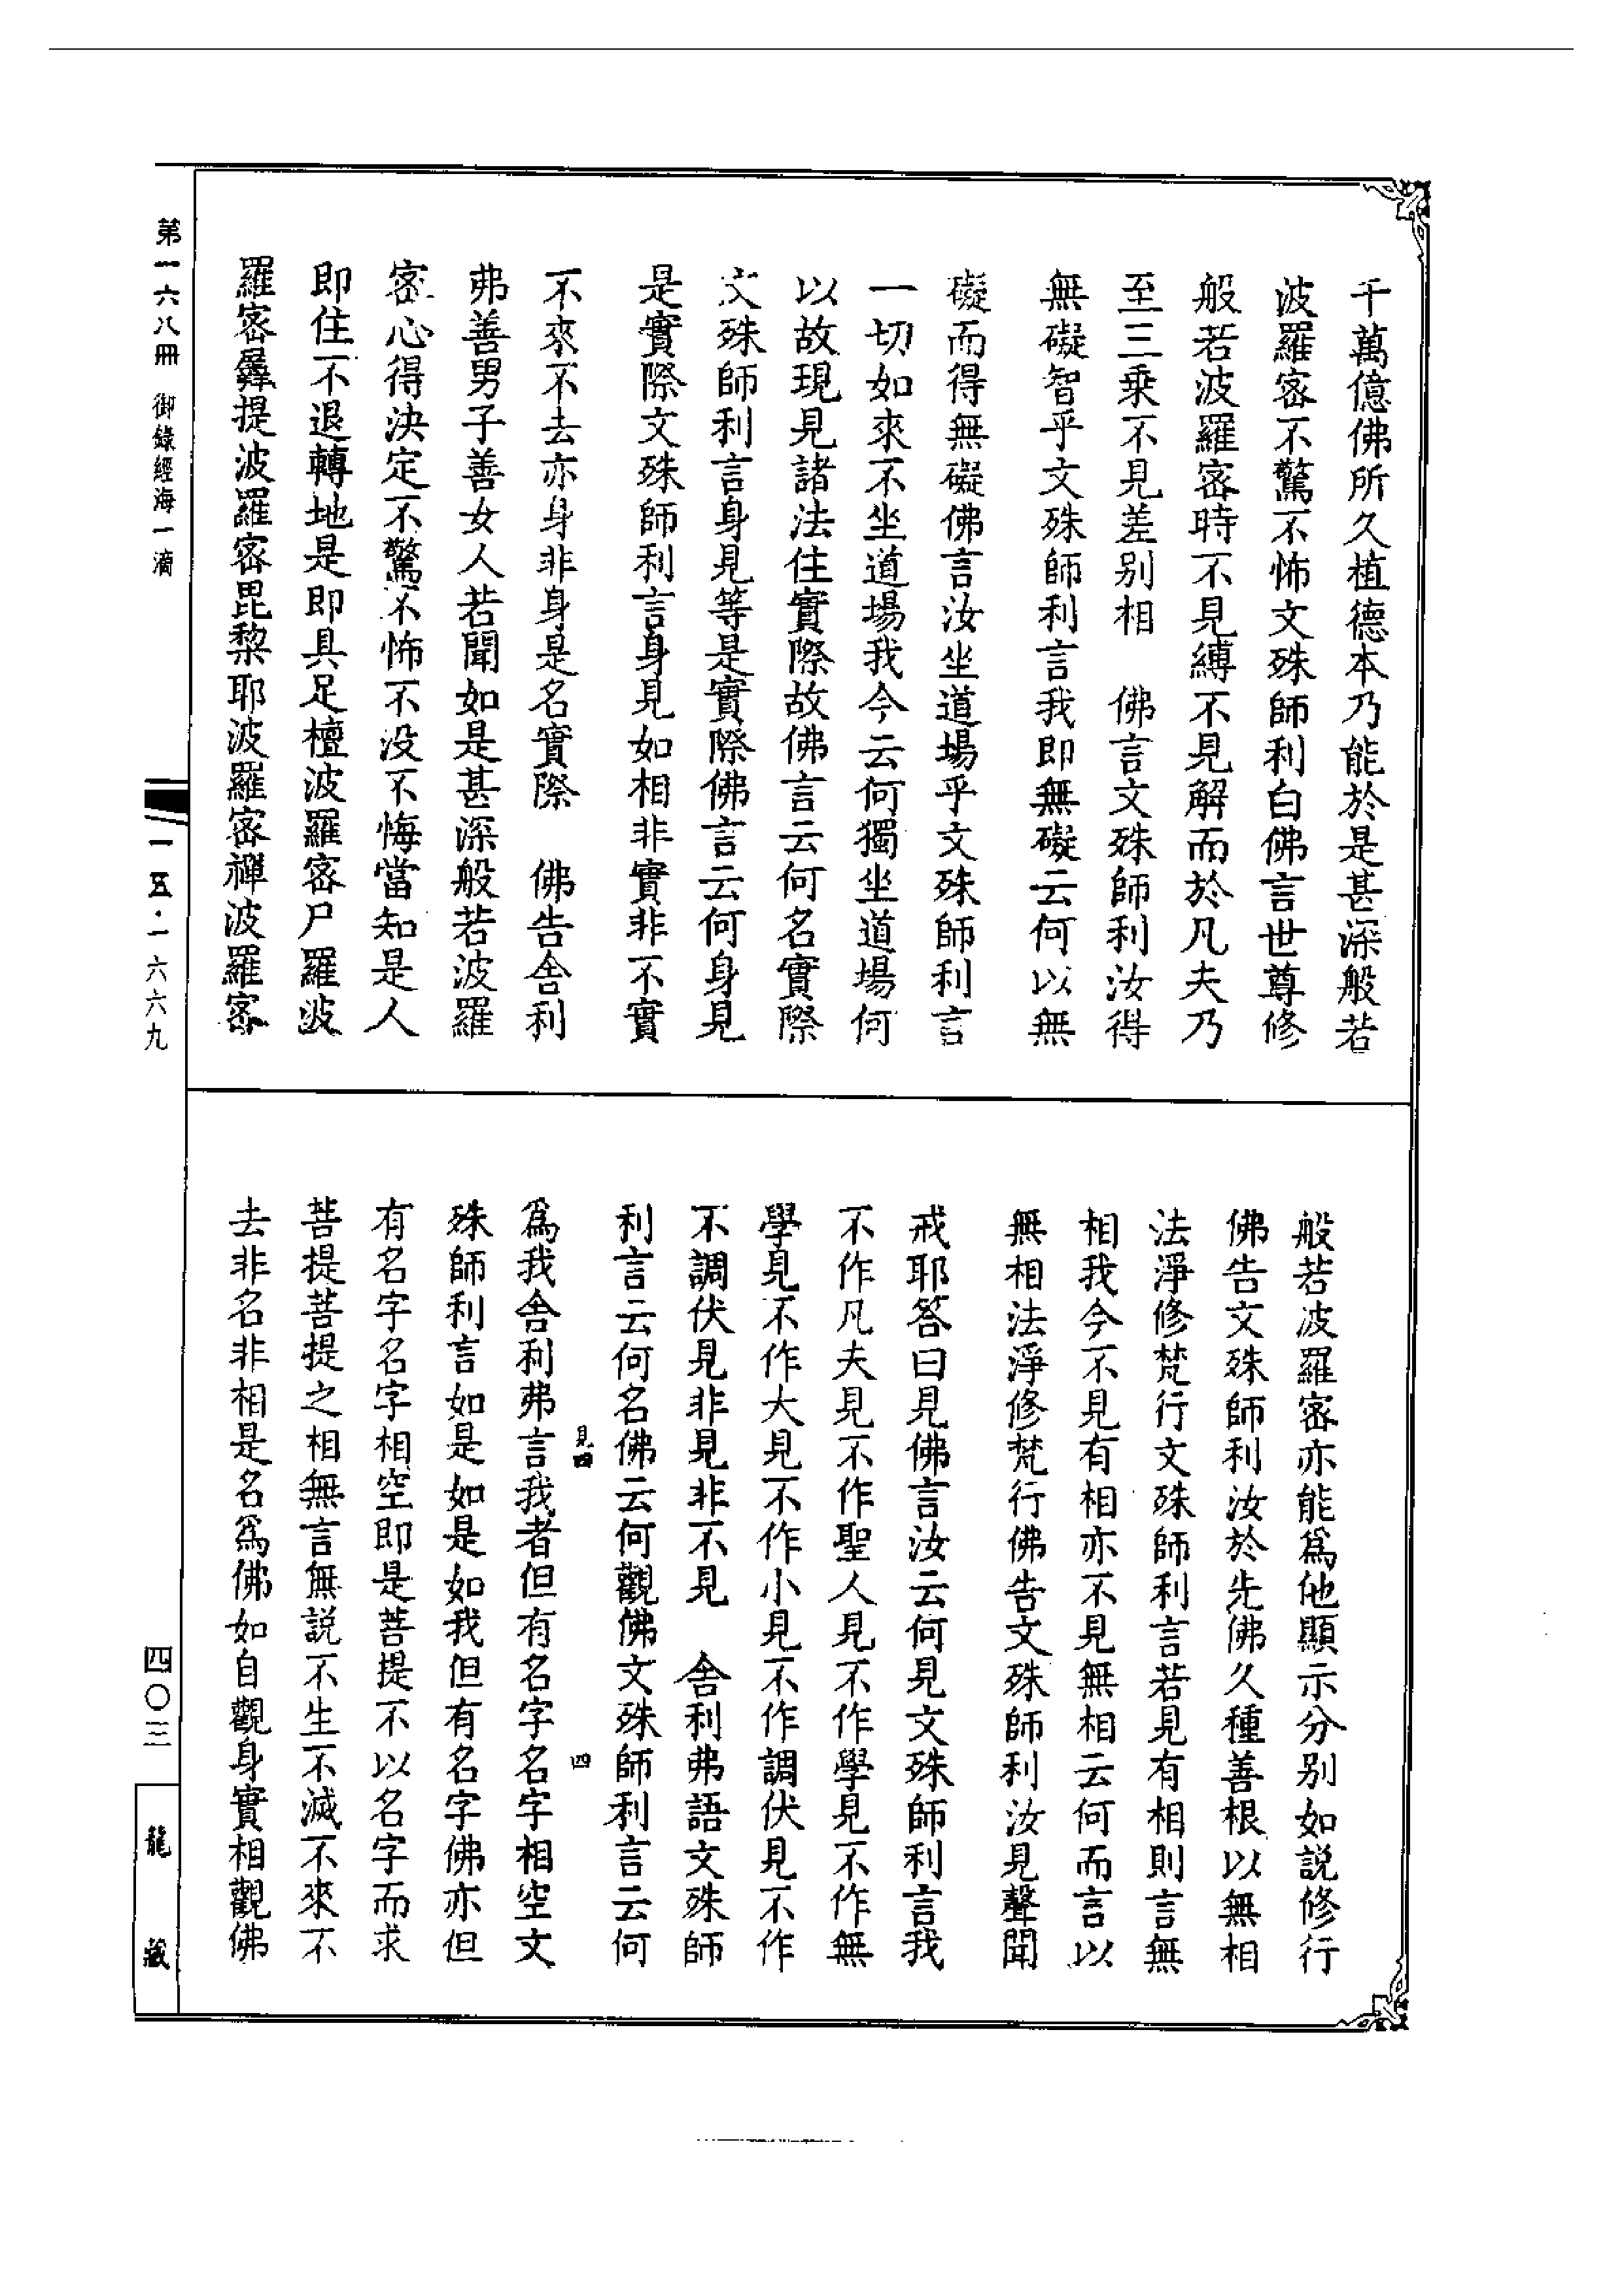 千萬億佛所久植德本乃能於是甚深般若
波羅密不驚不怖文殊師利白佛言世尊修
般若波羅密時不見縛不見解而於凡夫乃
至三乘不見差别相　佛言文殊師利汝得
無礙智乎文殊師利言我即無礙云何以無
礙而得無礙佛言汝坐道場乎文殊師利言
一切如來不坐道場我今云何獨坐道場何
以故現見諸法住實際故佛言云何名實際
文殊師利言身見等是實際佛言云何身見
是實際文殊師利言身見如相非實非不實
不來不去亦身非身是名實際　佛告舍利
弗善男子善女人若聞如是甚深般若波羅
密心得決定不驚不怖不没不悔當知是人
即住不退轉地是即具足檀波羅密尸羅波
羅密羼提波羅密毘黎耶波羅密禪波羅密
般若波羅密亦能爲他顯示分别如説修行
佛告文殊師利汝於先佛久種善根以無相
法淨修梵行文殊師利言若見有相則言無
相我今不見有相亦不見無相云何而言以
無相法淨修梵行佛告文殊師利汝見聲聞
戒耶答曰見佛言汝云何見文殊師利言我
不作凡夫見不作聖人見不作學見不作無
學見不作大見不作小見不作調伏見不作
不調伏見非見非不見　舍利弗語文殊師
利言云何名佛云何觀佛文殊師利言云何
見四　四
爲我舍利弗言我者但有名字名字相空文
殊師利言如是如是如我但有名字佛亦但
有名字名字相空即是菩提不以名字而求
菩提菩提之相無言無説不生不滅不來不
去非名非相是名爲佛如自觀身實相觀佛
第一六八冊　御錄經海一滴
一五·一六六九
四〇三
龍藏